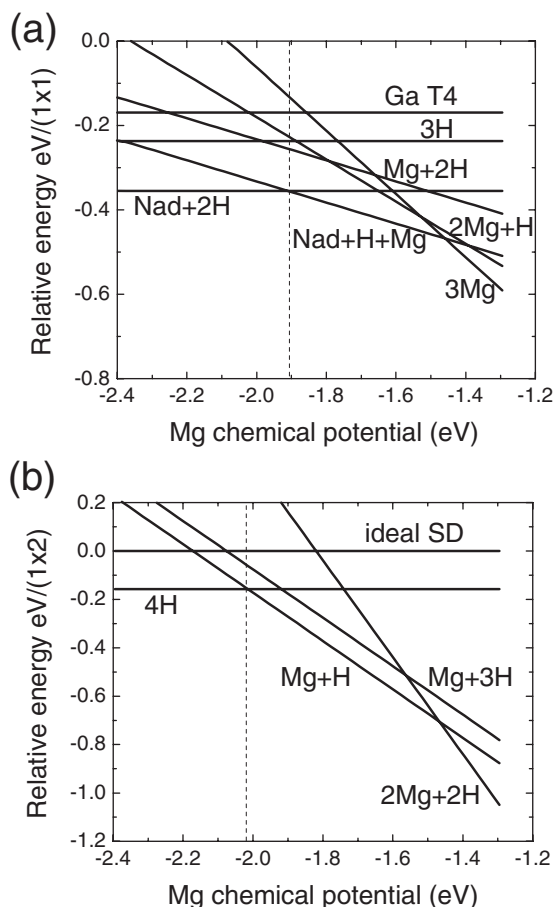 (a)
Relative energy eV/(1x1)
0.0
-0.2
-0.4
-0.6
-0.8
Ga T4
3H
Mg+2H
Nad+2H
2Mg+H
Nad+H+Mg
3Mg
-2.4 -2.2 -2.0 -1.8 -1.6 -1.4 -1.2
Mg chemical potential (eV)
(b)
Relative energy eV/(1x2)
0.2
0.0
-0.2
-0.4
-0.6
-0.8
-1.0
-1.2
ideal SD
4H
Mg+H
Mg+3H
2Mg+2H
-2.4 -2.2 -2.0 -1.8 -1.6 -1.4 -1.2
Mg chemical potential (eV)